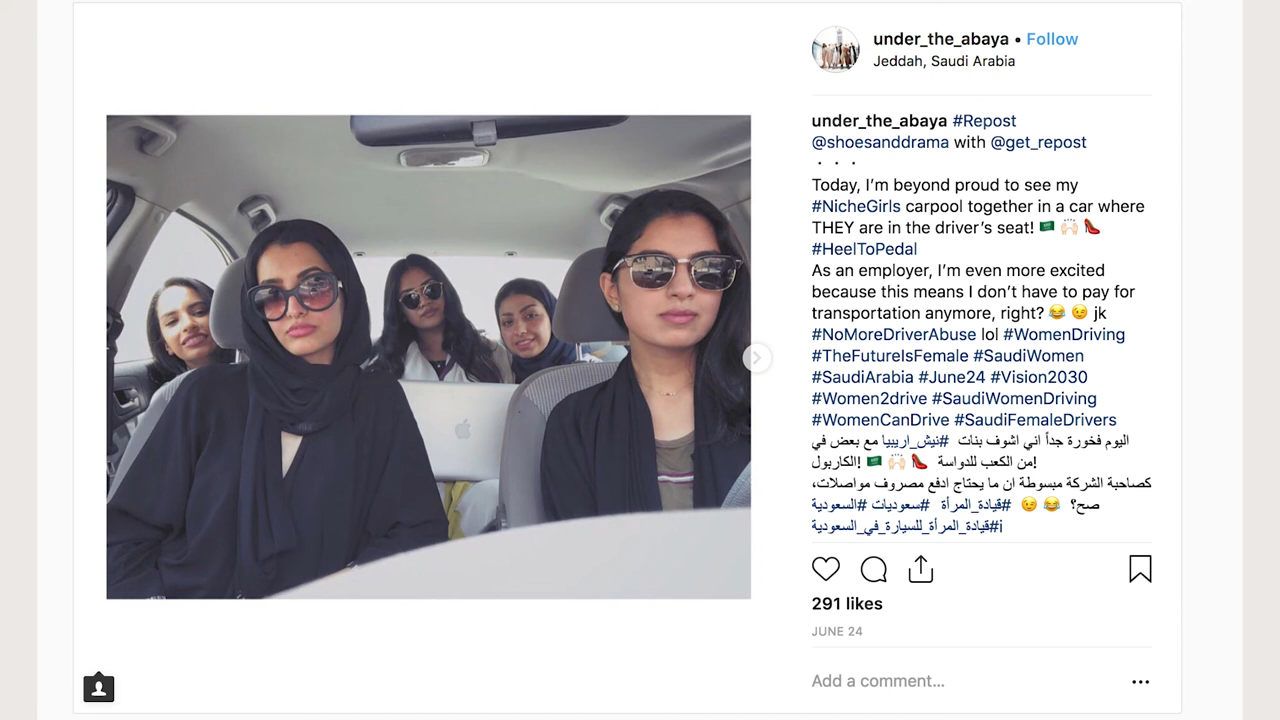 under_the_abaya • Follow
Jeddah, Saudi Arabia
under_the_abaya #Repost
@shoesanddrama with @get_repost
・・・
Today, I’m beyond proud to see my
#NicheGirls carpool together in a car where
THEY are in the driver’s seat! 🇸🇦 🙌🏻 👠
#HeelToPedal
As an employer, I’m even more excited
because this means I don’t have to pay for
transportation anymore, right? 😂 😉 jk
#NoMoreDriverAbuse lol #WomenDriving
#TheFutureIsFemale #SaudiWomen
#SaudiArabia #June24 #Vision2030
#Women2drive #SaudiWomenDriving
#WomenCanDrive #SaudiFemaleDrivers
اليوم فخورة جداً اني اشوف بنات #نيش_اريبيا مع بعض في
الكاربول! 🇸🇦 🙌🏻 👠 من الكعب للدواسة!
كصاحبة الشركة مبسوطة ان ما يحتاج ادفع مصروف مواصلات،
صح؟ 😂 😉 #قيادة_المرأة #سعوديات #السعودية
#قيادة_المرأة_للسيارة_في_السعوديةi
291 likes
JUNE 24
Add a comment...